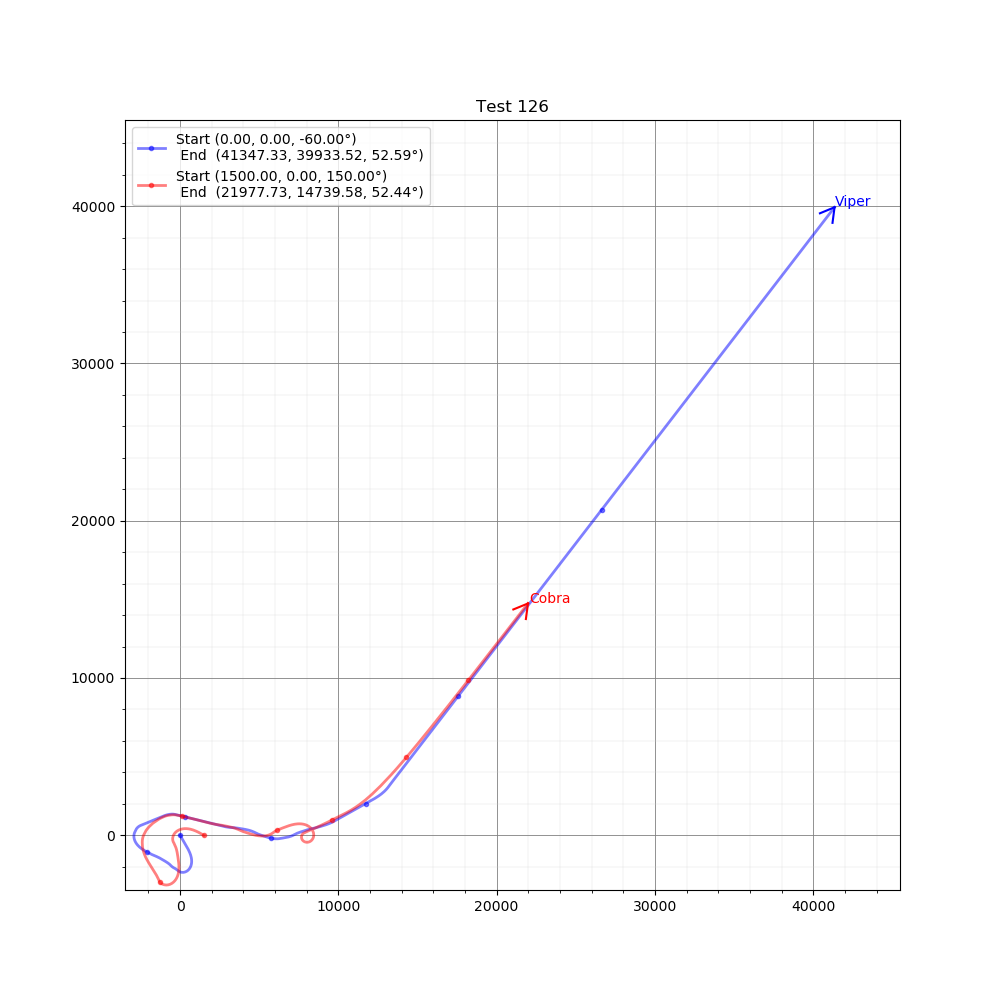 Test 126
Start (0.00, 0.00, -60.00°)
End (41347.33, 39933.52, 52.59°)
Start (1500.00, 0.00, 150.00°)
End (21977.73, 14739.58, 52.44°)
Viper
Cobra
40000
30000
20000
10000
0
0 10000 20000 30000 40000